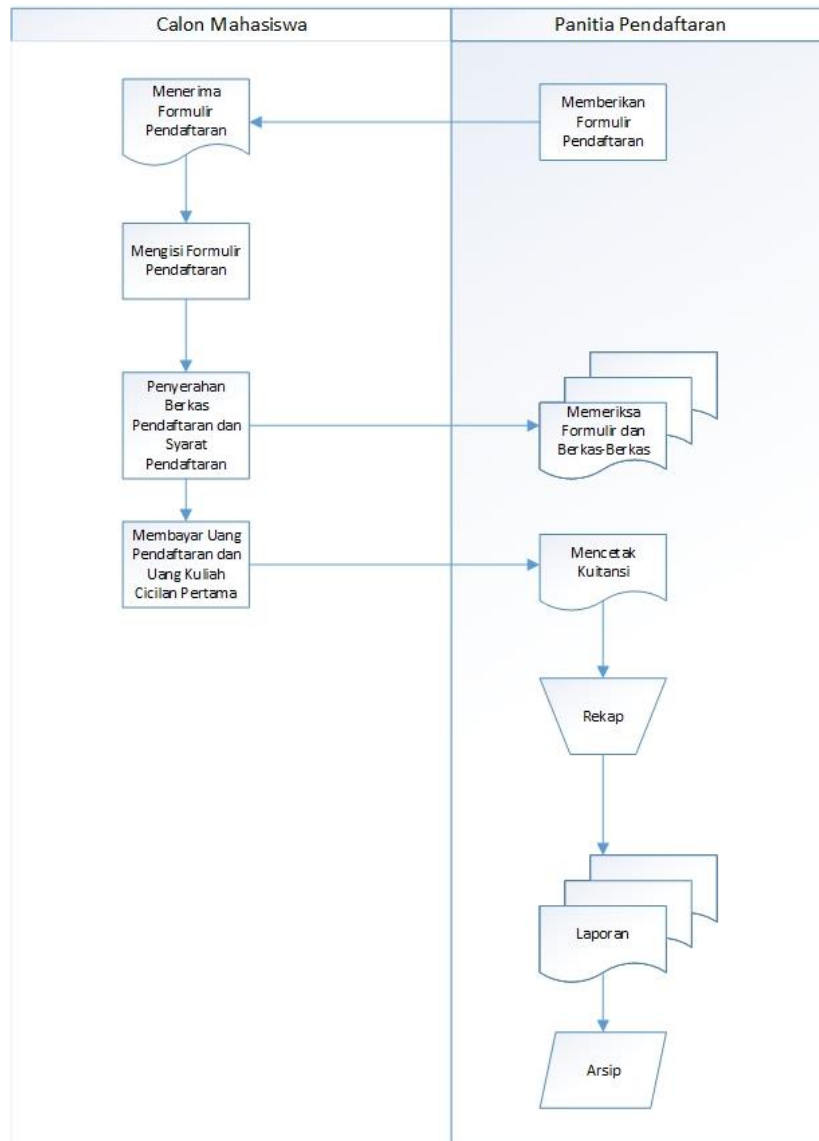 Calon Mahasiswa
Panitia Pendaftaran
Menerima
Formulir
Pendaftaran
Memberikan
Formulir
Pendaftaran
Mengisi Formulir
Pendaftaran
Penyerahan
Berkas
Pendaftaran dan
Syarat
Pendaftaran
Memeriksa
Formulir dan
Berkas-Berkas
Membayar Uang
Pendaftaran dan
Uang Kuliah
Cicilan Pertama
Mencetak
Kuitansi
Rekap
Laporan
Arsip